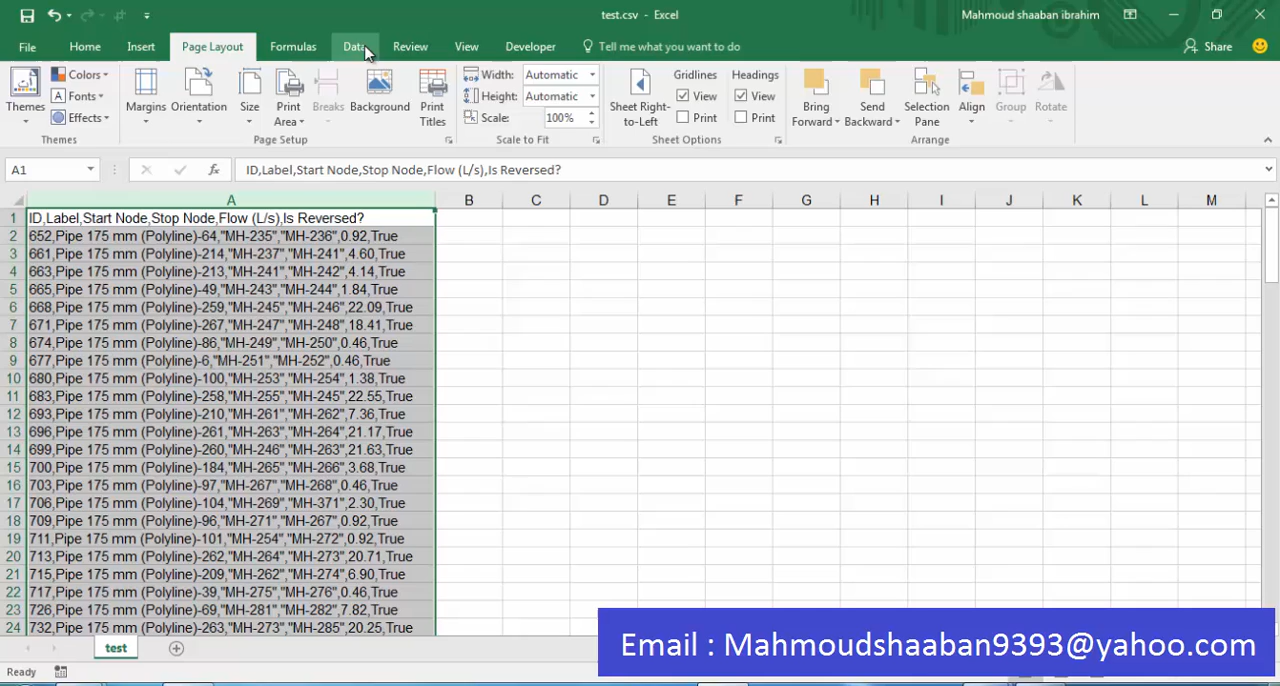 test.csv - Excel
Mahmoud shaaban ibrahim
File Home Insert Page Layout Formulas Data Review View Developer Tell me what you want to do Share
Themes
Colors
Fonts
Effects
Themes
Margins Orientation Size Print Area Breaks Background Print Titles
Page Setup
Width: Automatic
Height: Automatic
Scale: 100%
Scale to Fit
Sheet Right-to-Left
Gridlines
View
Print
Headings
View
Print
Sheet Options
Bring Forward Send Backward Selection Pane Align Group Rotate
Arrange
A1 fx ID,Label,Start Node,Stop Node,Flow (L/s),Is Reversed?
A B C D E F G H I J K L M
1 ID,Label,Start Node,Stop Node,Flow (L/s),Is Reversed?
2 652,Pipe 175 mm (Polyline)-64,"MH-235","MH-236",0.92,True
3 661,Pipe 175 mm (Polyline)-214,"MH-237","MH-241",4.60,True
4 663,Pipe 175 mm (Polyline)-213,"MH-241","MH-242",4.14,True
5 665,Pipe 175 mm (Polyline)-49,"MH-243","MH-244",1.84,True
6 668,Pipe 175 mm (Polyline)-259,"MH-245","MH-246",22.09,True
7 671,Pipe 175 mm (Polyline)-267,"MH-247","MH-248",18.41,True
8 674,Pipe 175 mm (Polyline)-86,"MH-249","MH-250",0.46,True
9 677,Pipe 175 mm (Polyline)-6,"MH-251","MH-252",0.46,True
10 680,Pipe 175 mm (Polyline)-100,"MH-253","MH-254",1.38,True
11 683,Pipe 175 mm (Polyline)-258,"MH-255","MH-245",22.55,True
12 693,Pipe 175 mm (Polyline)-210,"MH-261","MH-262",7.36,True
13 696,Pipe 175 mm (Polyline)-261,"MH-263","MH-264",21.17,True
14 699,Pipe 175 mm (Polyline)-260,"MH-246","MH-263",21.63,True
15 700,Pipe 175 mm (Polyline)-184,"MH-265","MH-266",3.68,True
16 703,Pipe 175 mm (Polyline)-97,"MH-267","MH-268",0.46,True
17 706,Pipe 175 mm (Polyline)-104,"MH-269","MH-371",2.30,True
18 709,Pipe 175 mm (Polyline)-96,"MH-271","MH-267",0.92,True
19 711,Pipe 175 mm (Polyline)-101,"MH-254","MH-272",0.92,True
20 713,Pipe 175 mm (Polyline)-262,"MH-264","MH-273",20.71,True
21 715,Pipe 175 mm (Polyline)-209,"MH-262","MH-274",6.90,True
22 717,Pipe 175 mm (Polyline)-39,"MH-275","MH-276",0.46,True
23 726,Pipe 175 mm (Polyline)-69,"MH-281","MH-282",7.82,True
24 732,Pipe 175 mm (Polyline)-263,"MH-273","MH-285",20.25,True
test
Email : Mahmoudshaaban9393@yahoo.com
Ready